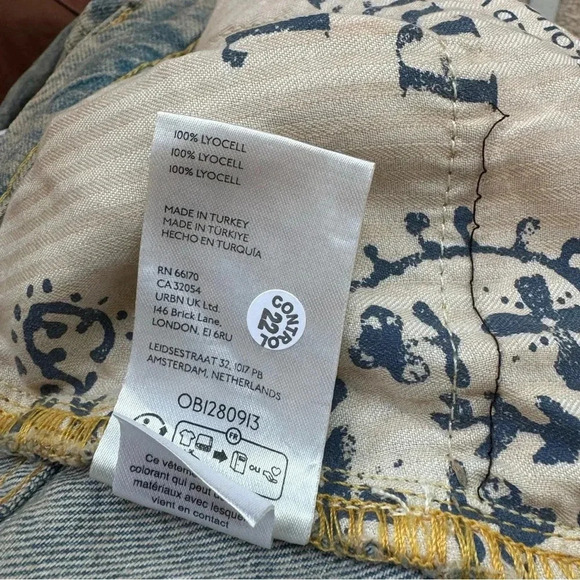 100% LYOCELL
100% LYOCELL
100% LYOCELL
MADE IN TURKEY
MADE IN TÜRKIYE
HECHO EN TURQUÍA
RN 66170
CA 32054
URBN UK Ltd.
146 Brick Lane,
LONDON, E1 6RU
CONTROL
22
LEIDSESTRAAT 32, 1017 PB
AMSTERDAM, NETHERLANDS
OB1280913
FR
OU
Ce vêtem
colorant qui peut d
matériaux avec lesque
vient en contact